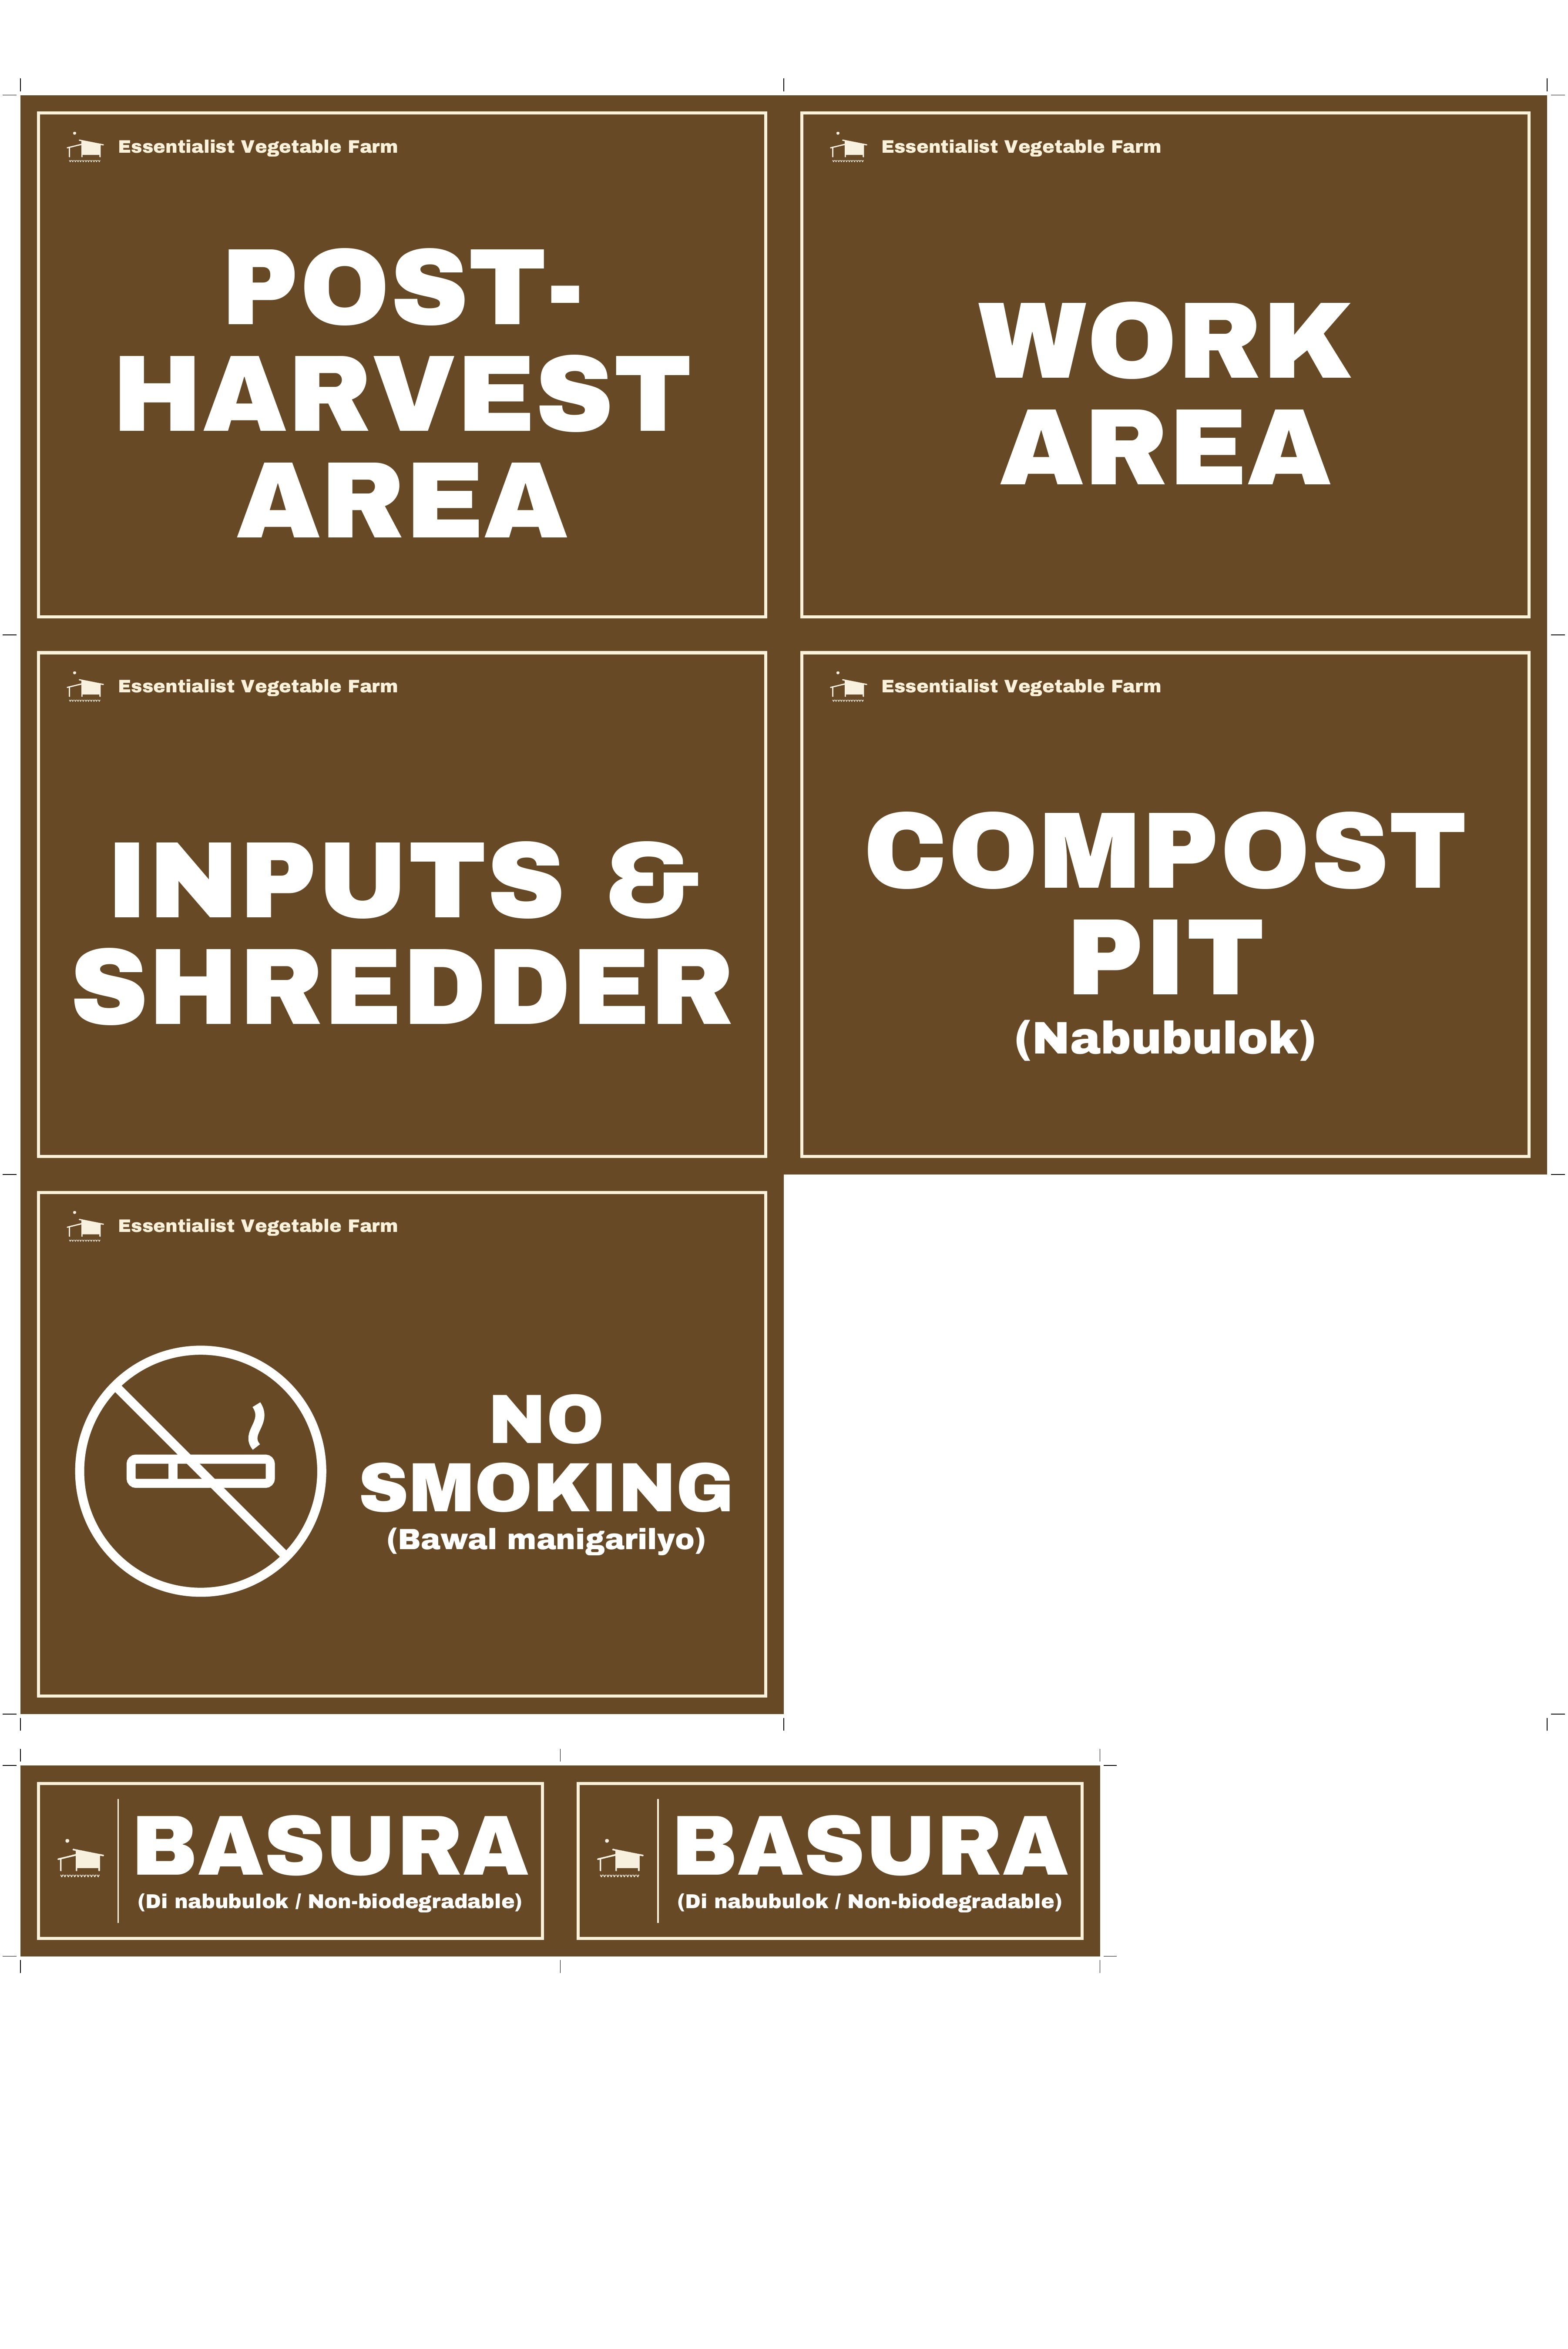 Essentialist Vegetable Farm
POST-
HARVEST
AREA
Essentialist Vegetable Farm
WORK
AREA
Essentialist Vegetable Farm
INPUTS &
SHREDDER
Essentialist Vegetable Farm
COMPOST
PIT
(Nabubulok)
Essentialist Vegetable Farm
NO
SMOKING
(Bawal manigarilyo)
BASURA
(Di nabubulok / Non-biodegradable)
BASURA
(Di nabubulok / Non-biodegradable)